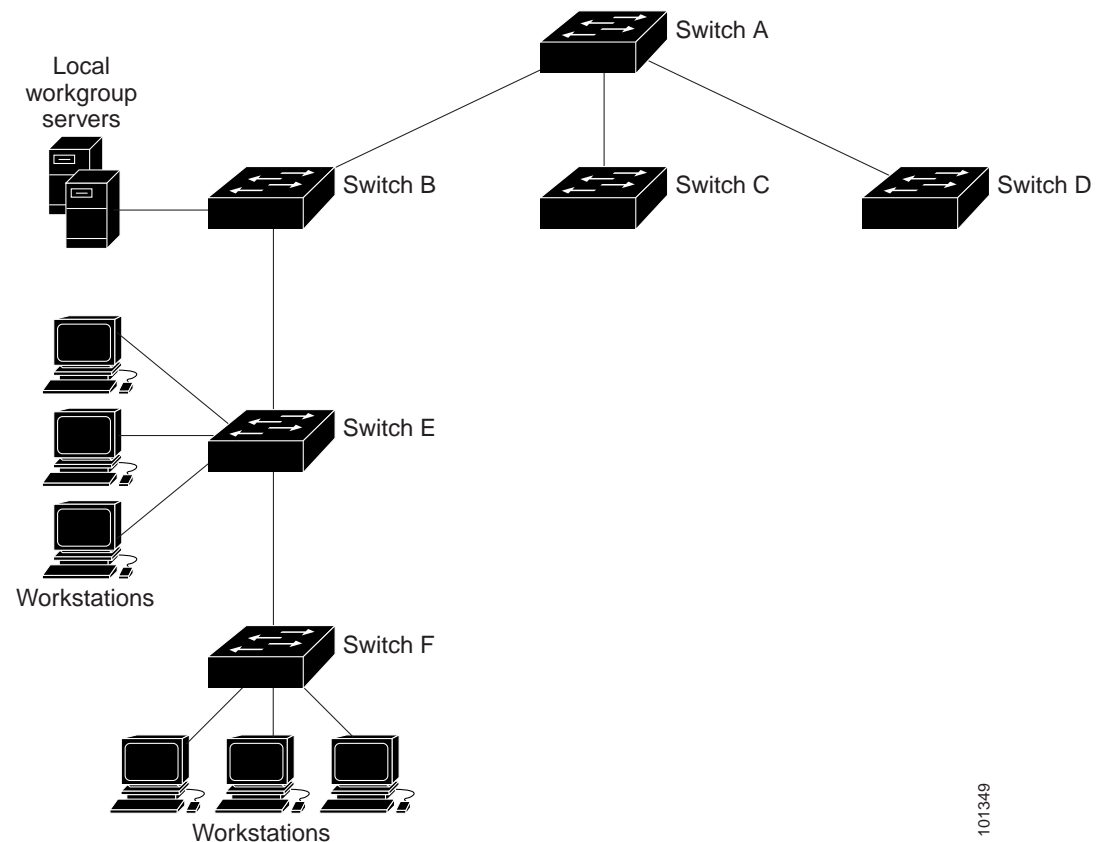 Switch A
Local
workgroup
servers
Switch B
Switch C
Switch D
Switch E
Workstations
Switch F
Workstations
101349